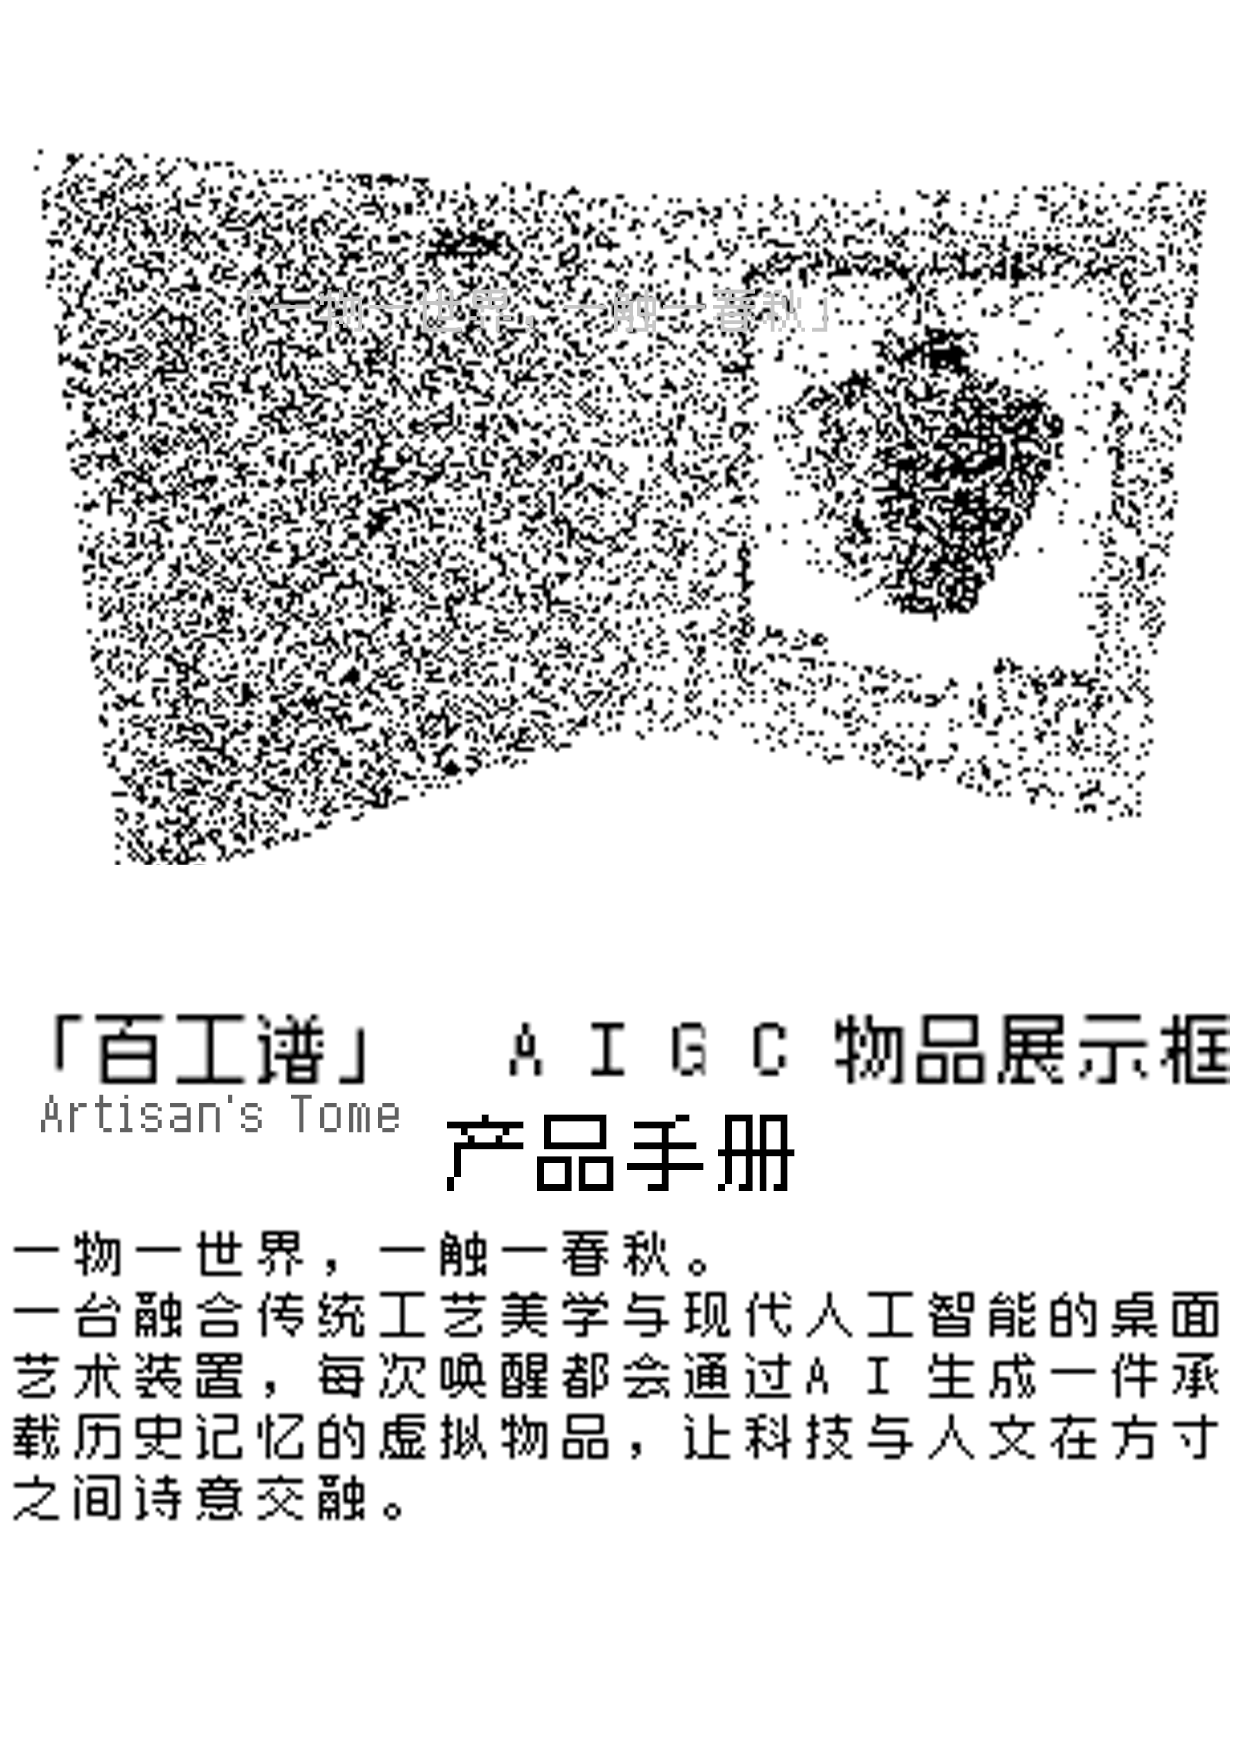 「一物一世界，一触一春秋」
「百工谱」 AIGC物品展示框
Artisan's Tome
产品手册
一物一世界，一触一春秋。
一台融合传统工艺美学与现代人工智能的桌面
艺术装置，每次唤醒都会通过AI生成一件承
载历史记忆的虚拟物品，让科技与人文在方寸
之间诗意交融。